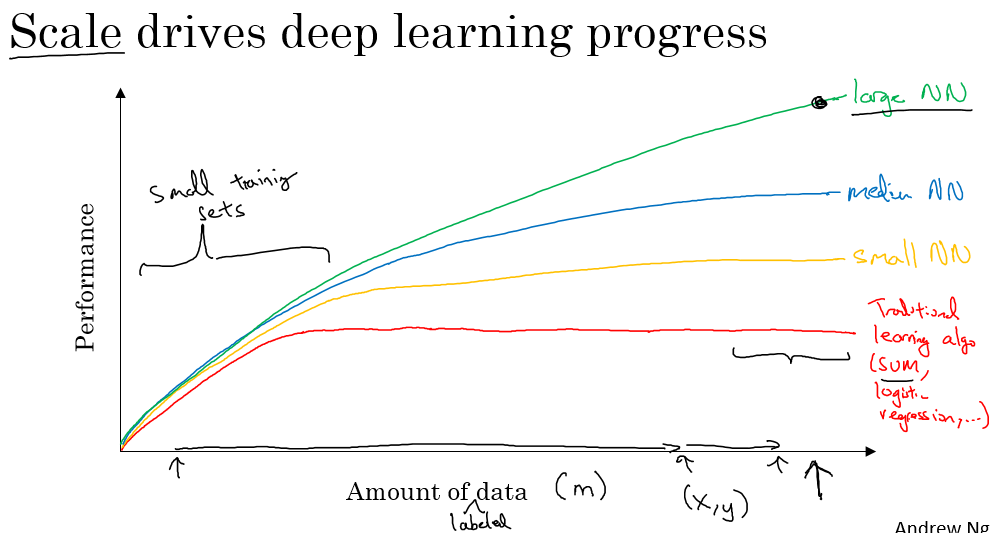 Scale drives deep learning progress
large NN
small training
sets
medium NN
Performance
small NN
Traditional
learning algo
(SVM,
logistic
regression,...)
Amount of data (m)
labeled
(x,y)
Andrew Ng